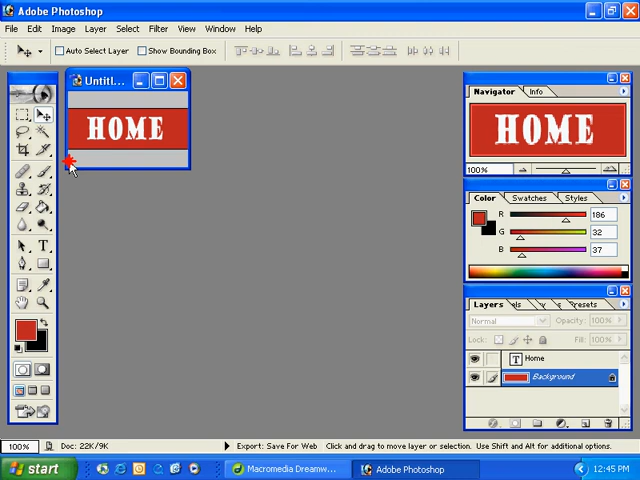 Adobe Photoshop
File Edit Image Layer Select Filter View Window Help
Auto Select Layer Show Bounding Box
Untitl...
HOME
Navigator Info
HOME
100%
Color Swatches Styles
R 186
G 32
B 37
Layers els Presets
Normal Opacity: 100%
Lock: Fill: 100%
T Home
Background
T
100% Doc: 22K/9K Export: Save For Web Click and drag to move layer or selection. Use Shift and Alt for additional options.
start Macromedia Dreamw... Adobe Photoshop 12:45 PM